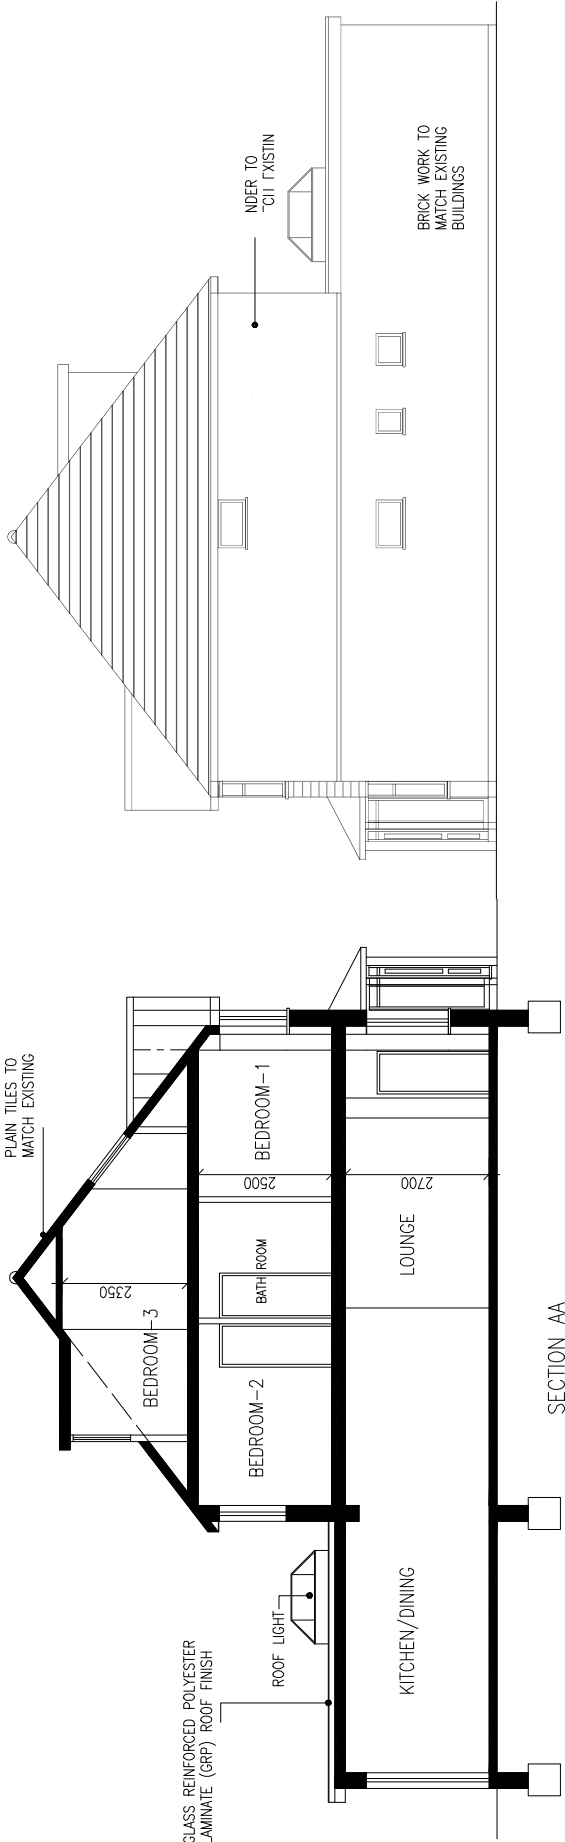 GLASS REINFORCED POLYESTER
LAMINATE (GRP) ROOF FINISH
ROOF LIGHT
KITCHEN/DINING
PLAIN TILES TO
MATCH EXISTING
BEDROOM-3
2350
BEDROOM-2
BATH ROOM
BEDROOM-1
2500
LOUNGE
2700
SECTION AA
TO
BRICK WORK TO
MATCH EXISTING
BUILDINGS